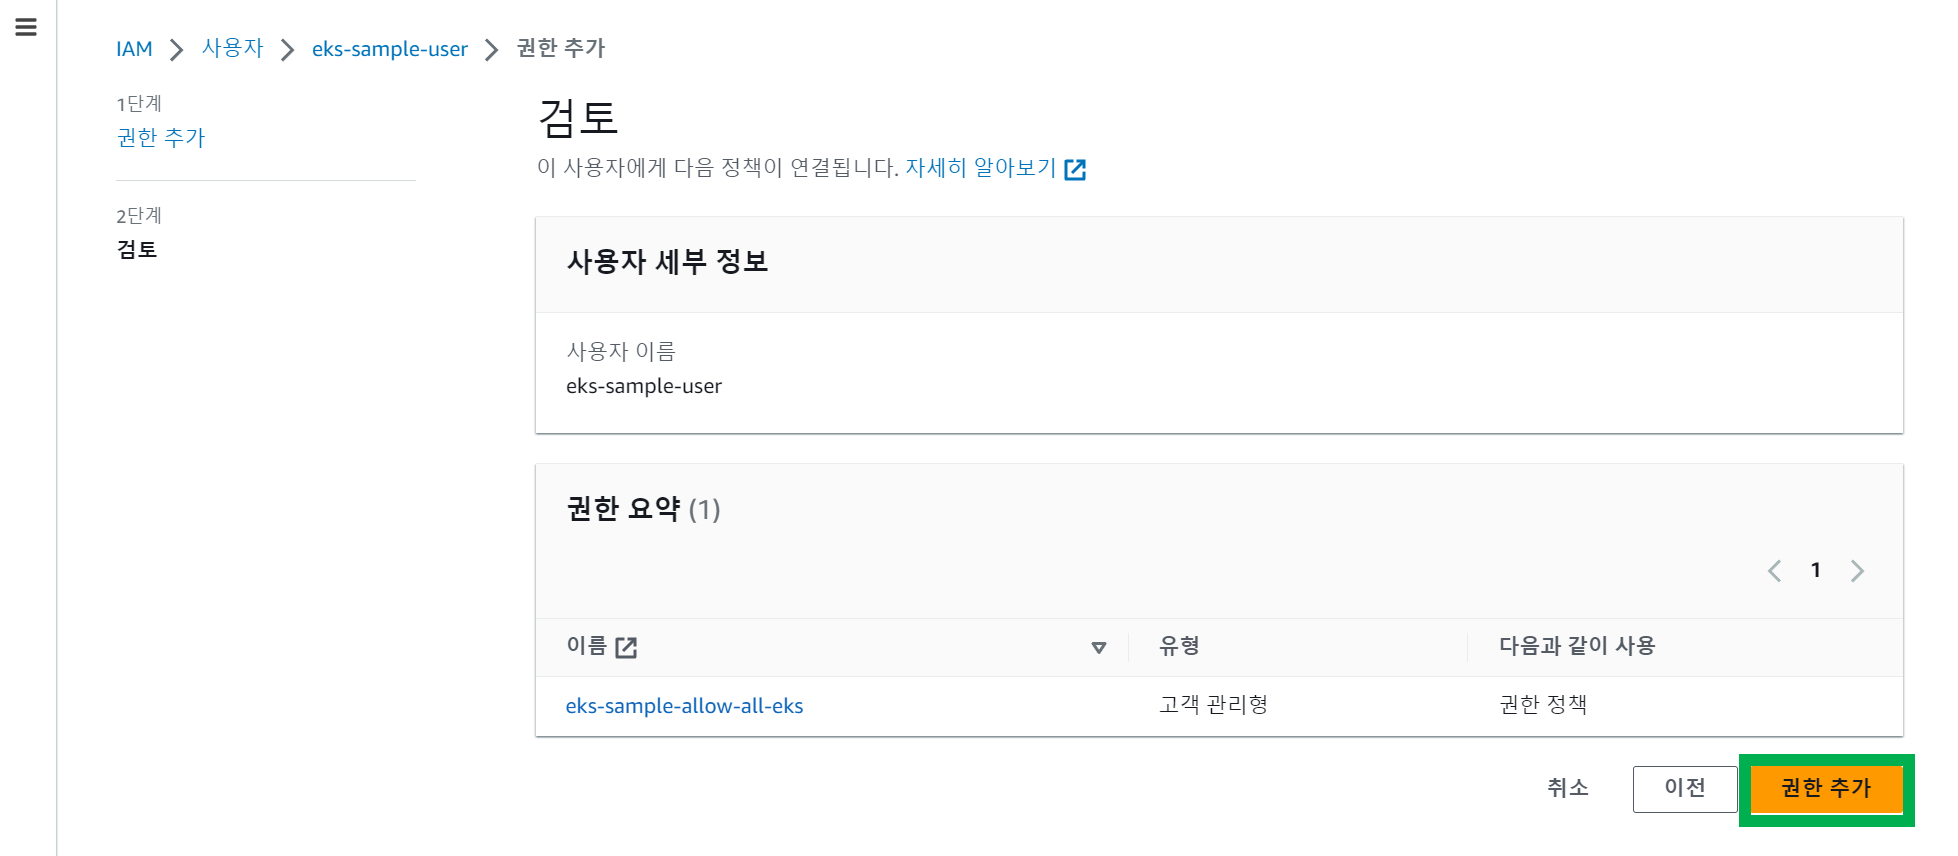 IAM > 사용자 > eks-sample-user > 권한 추가
1단계
권한 추가
2단계
검토
검토
이 사용자에게 다음 정책이 연결됩니다. 자세히 알아보기
사용자 세부 정보
사용자 이름
eks-sample-user
권한 요약 (1)
1
이름 유형 다음과 같이 사용
eks-sample-allow-all-eks 고객 관리형 권한 정책
취소 이전 권한 추가